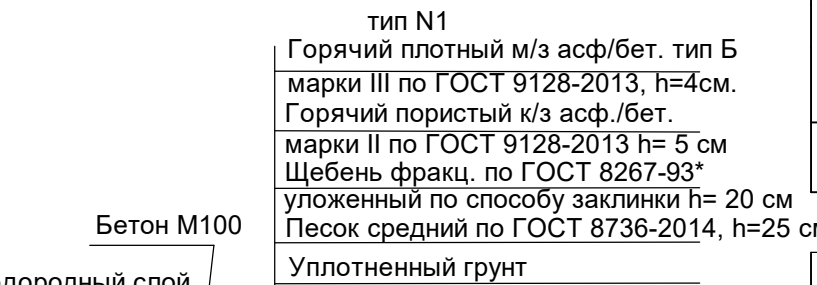 тип N1
Горячий плотный м/з асф/бет. тип Б
марки III по ГОСТ 9128-2013, h=4см.
Горячий пористый к/з асф./бет.
марки II по ГОСТ 9128-2013 h= 5 см
Щебень фракц. по ГОСТ 8267-93*
уложенный по способу заклинки h= 20 см
Песок средний по ГОСТ 8736-2014, h=25
Бетон М100
Уплотненный грунт
слой